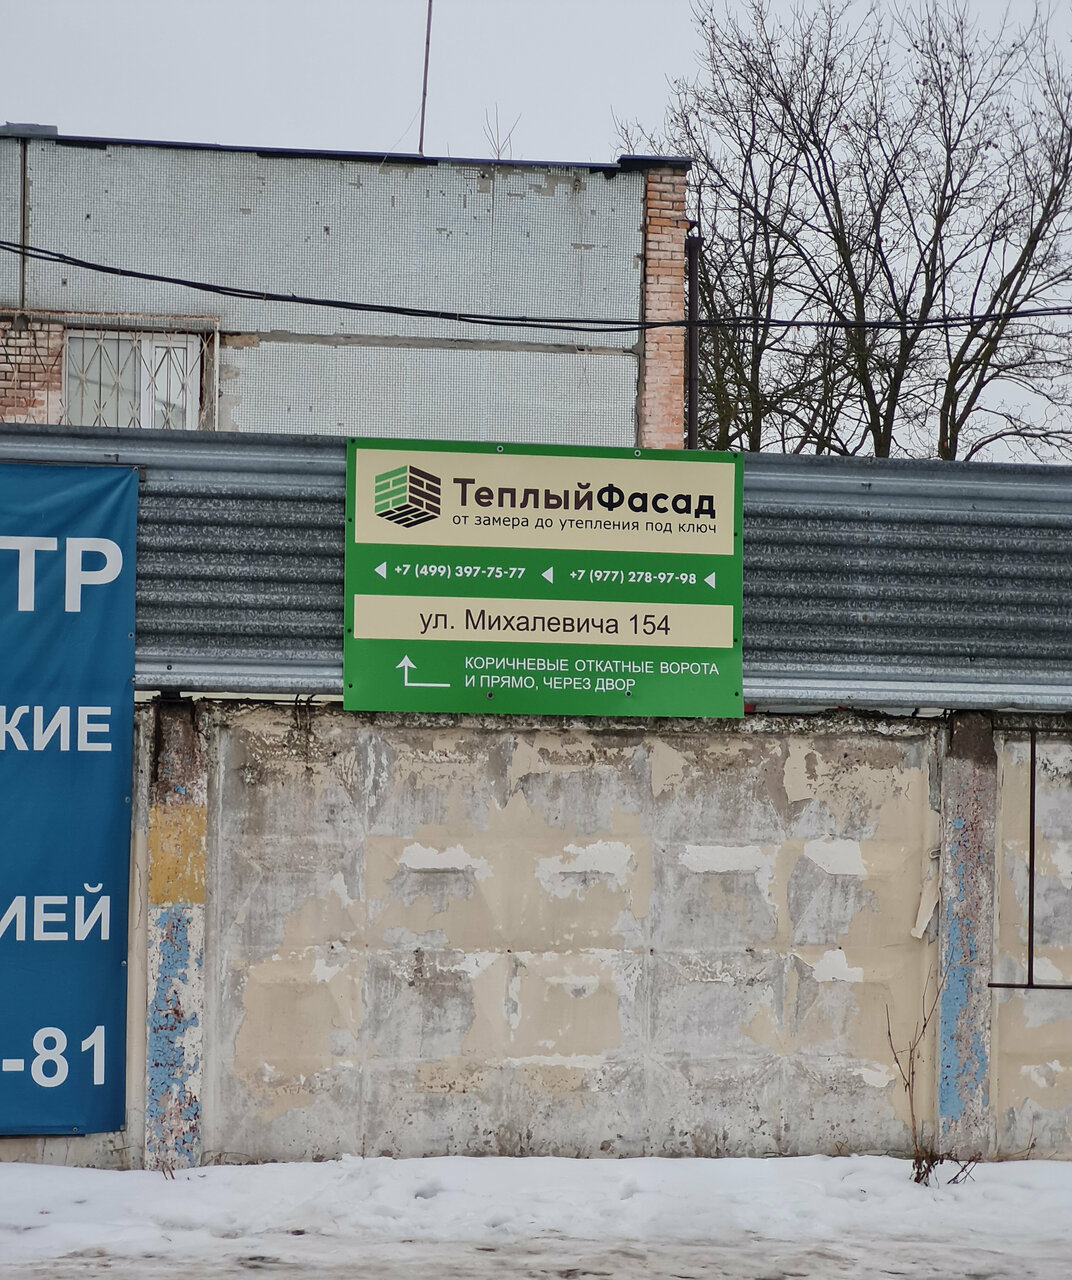 ТР
КИЕ
ИЕЙ
-81
ТеплыйФасад
от замера до утепления под ключ
+7 (499) 397-75-77 +7 (977) 278-97-98
ул. Михалевича 154
КОРИЧНЕВЫЕ ОТКАТНЫЕ ВОРОТА
И ПРЯМО, ЧЕРЕЗ ДВОР